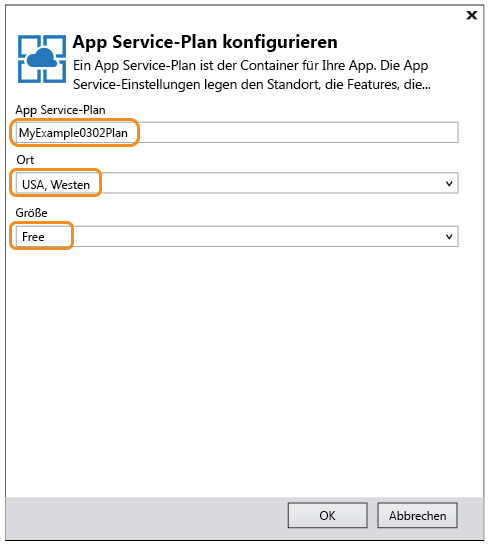 App Service-Plan konfigurieren
Ein App Service-Plan ist der Container für Ihre App. Die App
Service-Einstellungen legen den Standort, die Features, die...
App Service-Plan
MyExample0302Plan
Ort
USA, Westen
Größe
Free
OK
Abbrechen